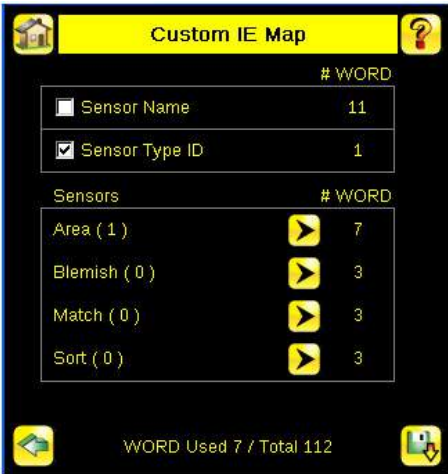 Custom IE Map
?
# WORD
Sensor Name 11
Sensor Type ID 1
Sensors # WORD
Area ( 1 ) 7
Blemish ( 0 ) 3
Match ( 0 ) 3
Sort ( 0 ) 3
WORD Used 7 / Total 112